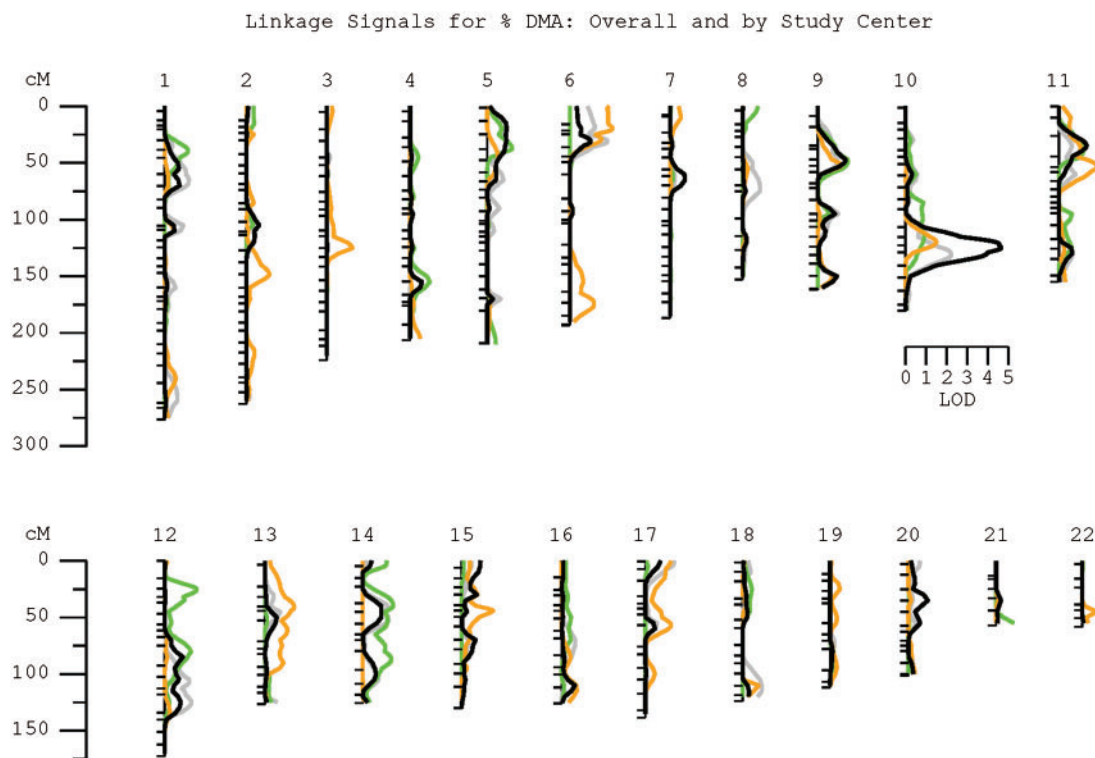 Linkage Signals for % DMA: Overall and by Study Center
cM 1 2 3 4 5 6 7 8 9 10 11
0
50
100
150
200
250
300
0 1 2 3 4 5
LOD
cM 12 13 14 15 16 17 18 19 20 21 22
0
50
100
150